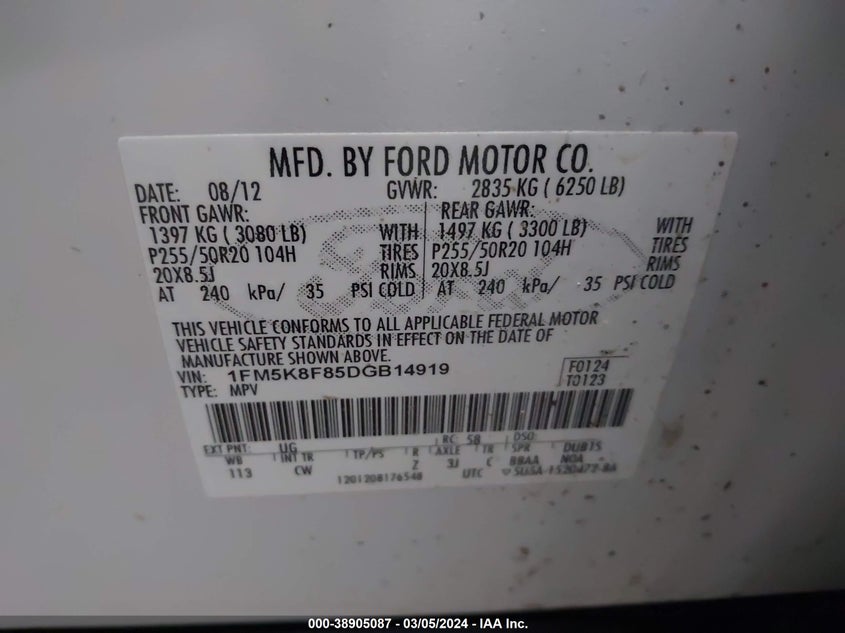 MFD. BY FORD MOTOR CO.
DATE: 08/12 GVWR: 2835 KG ( 6250 LB)
FRONT GAWR: REAR GAWR:
1397 KG ( 3080 LB) WITH 1497 KG ( 3300 LB) WITH
P255/50R20 104H TIRES P255/50R20 104H TIRES
20X8.5J RIMS 20X8.5J RIMS
AT 240 kPa/ 35 PSI COLD AT 240 kPa/ 35 PSI COLD
THIS VEHICLE CONFORMS TO ALL APPLICABLE FEDERAL MOTOR
VEHICLE SAFETY STANDARDS IN EFFECT ON THE DATE OF
MANUFACTURE SHOWN ABOVE.
VIN: 1FM5K8F85DGB14919 F0124
TYPE: MPV T0123
EXT PNT: UG RC: 58 DSO:
WB INT TR TP/PS R AXLE TR SPR DUBTS
113 CW Z 3J C BBAA NOA
1201208176548 UTC
000-38905087 - 03/05/2024 - IAA Inc.